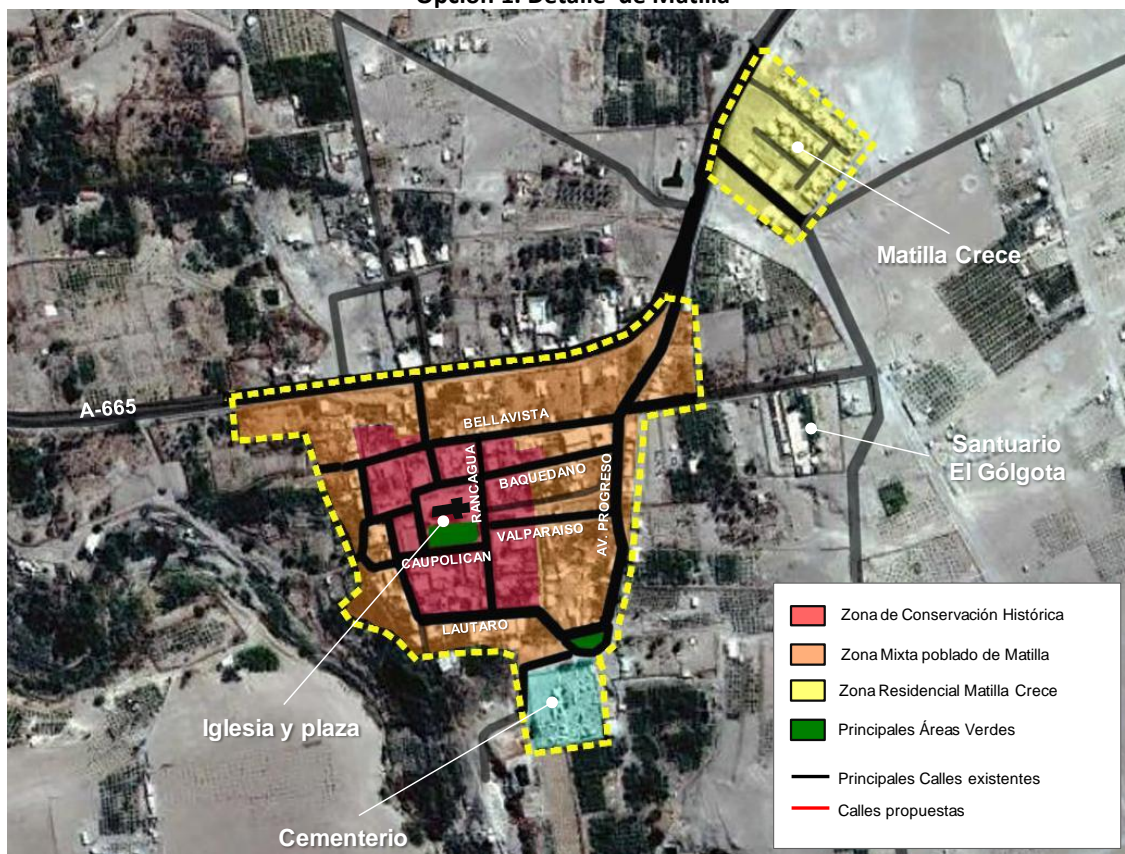 Opción 1: Detalle de Matilla
Matilla Crece
A-665
BELLAVISTA
Santuario
El Gólgota
RANCAGUA
BAQUEDANO
AV. PROGRESO
VALPARAISO
CAUPOLICAN
LAUTARO
Iglesia y plaza
Cementerio
Zona de Conservación Histórica
Zona Mixta poblado de Matilla
Zona Residencial Matilla Crece
Principales Áreas Verdes
Principales Calles existentes
Calles propuestas